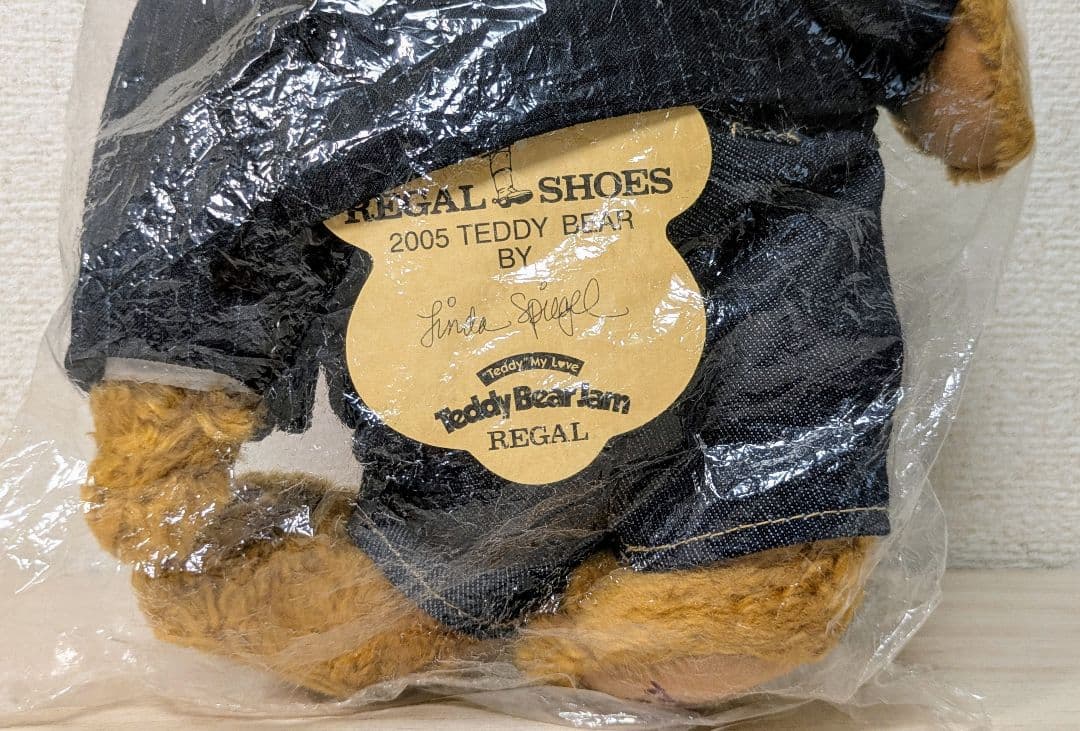 REGAL SHOES
2005 TEDDY BEAR
BY
Linda Spiegel
"Teddy" My Love
Teddy Bear Jam
REGAL